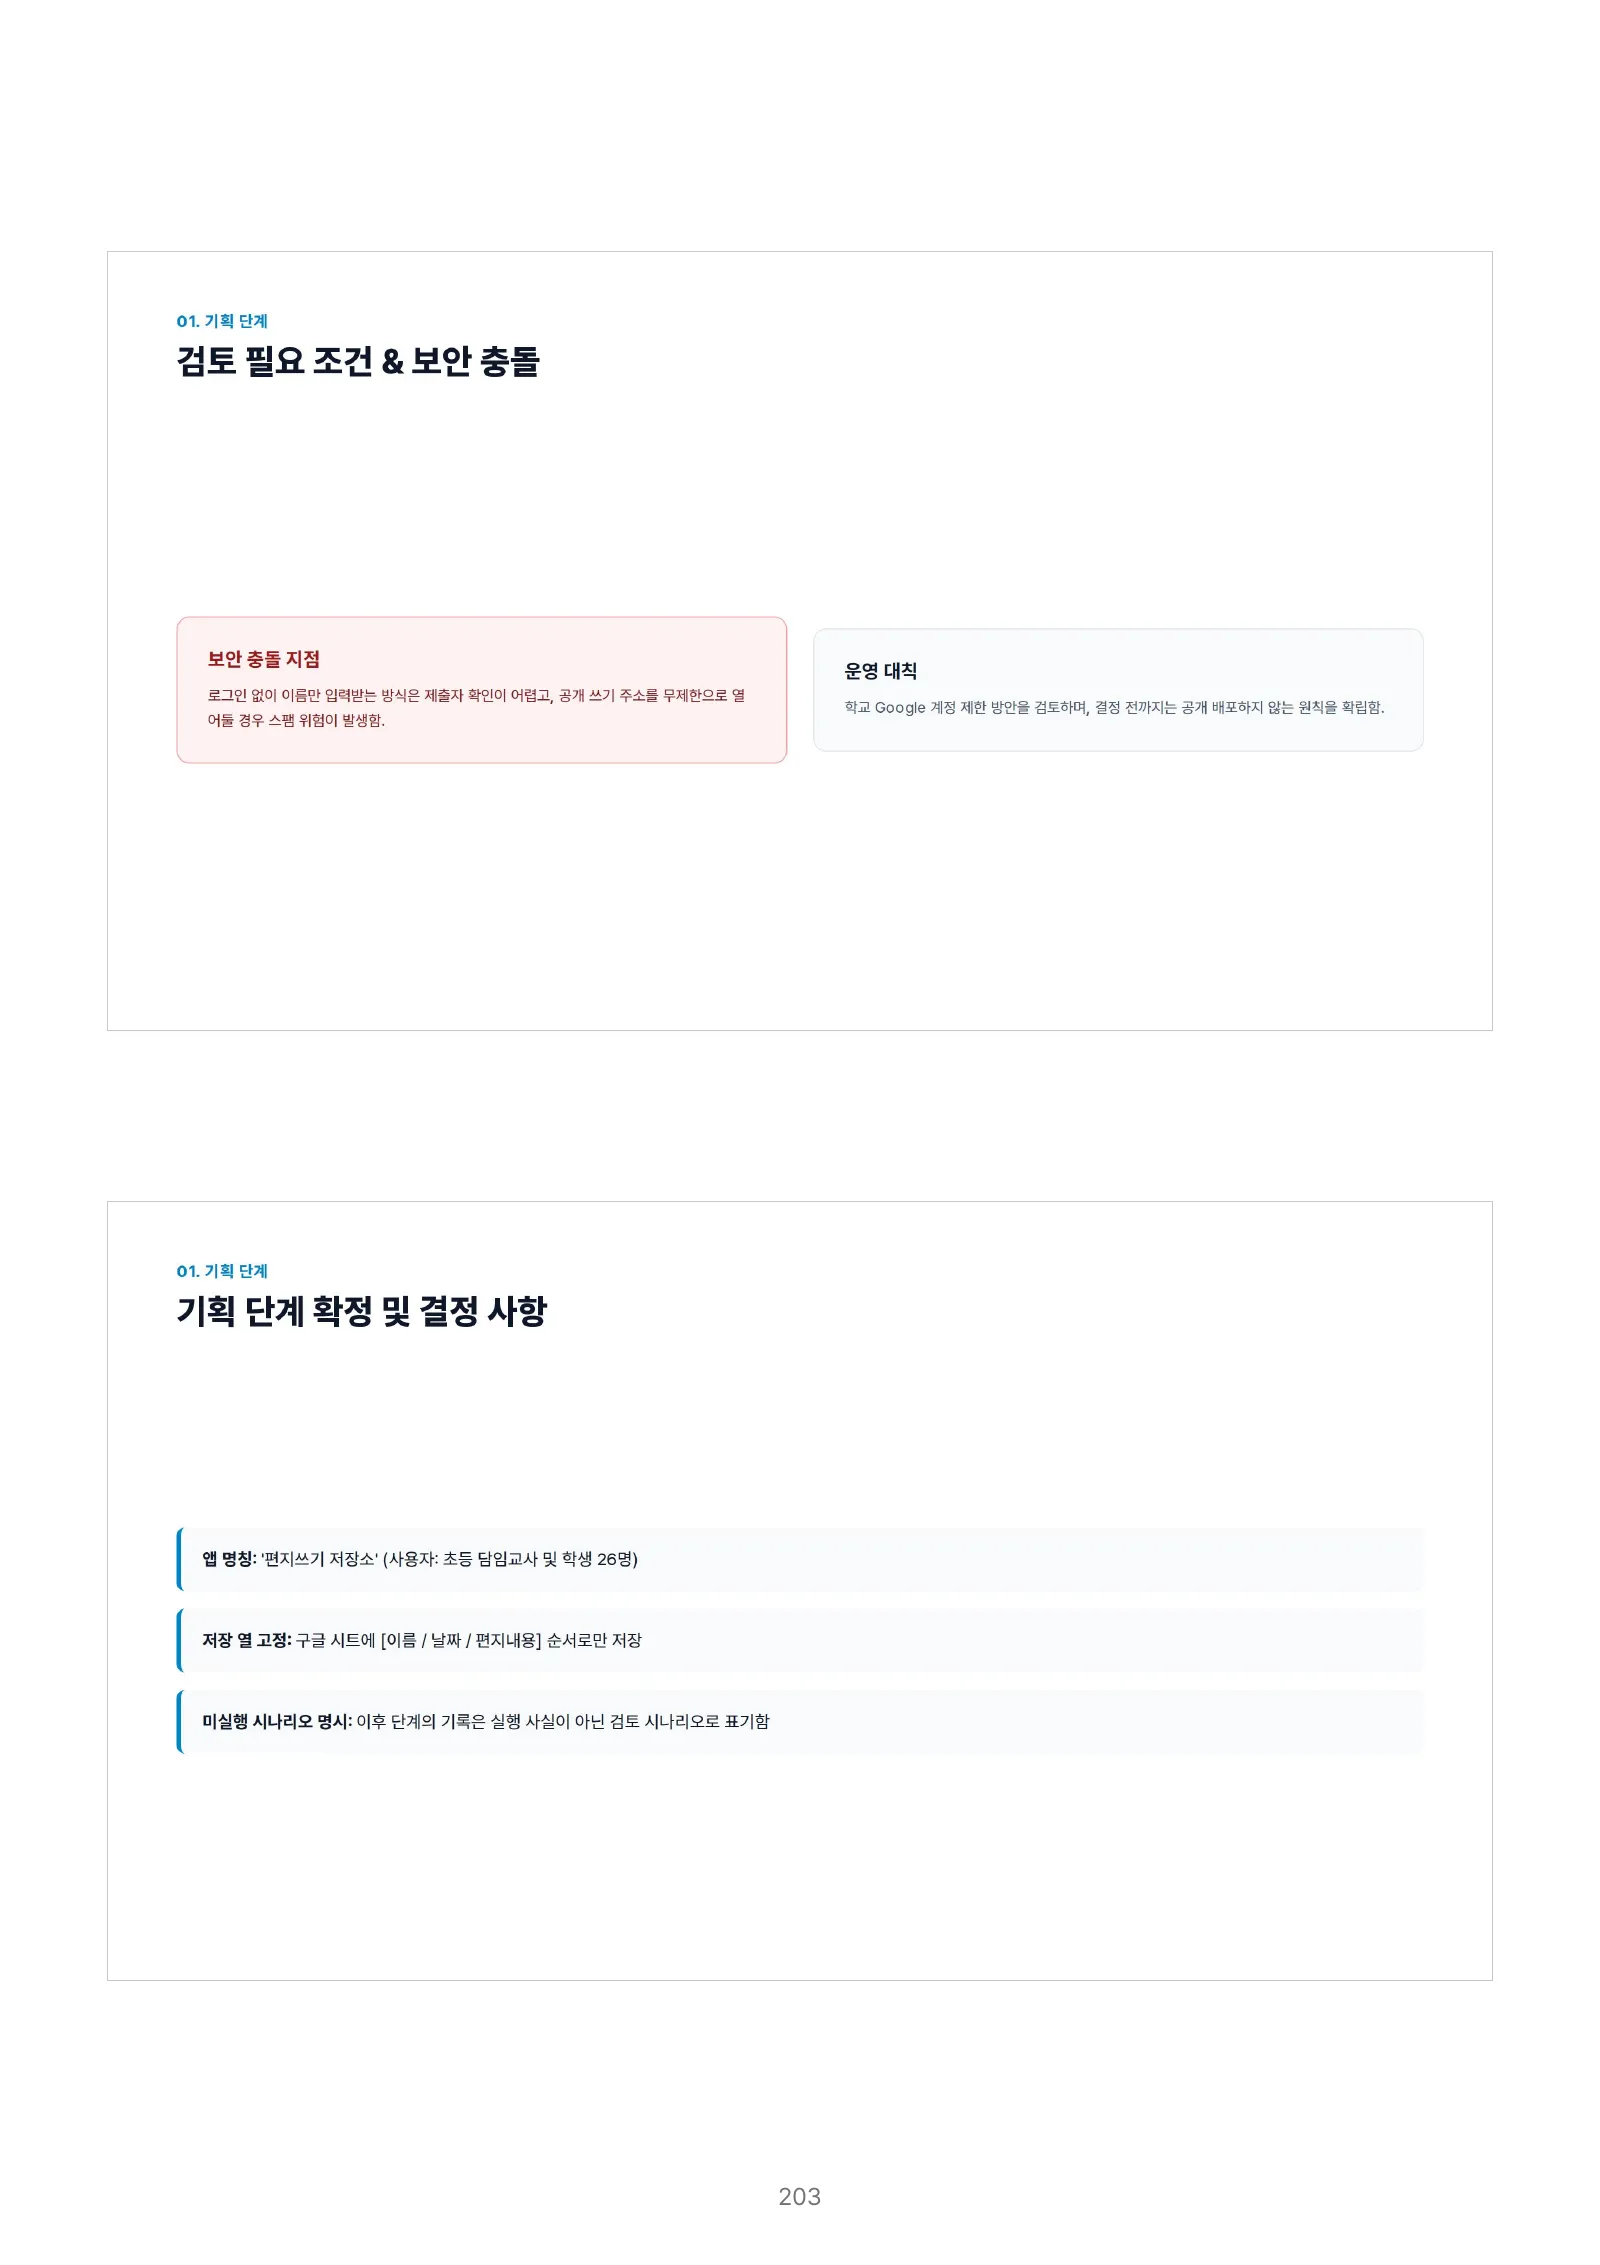 01. 기획 단계
검토 필요 조건 & 보안 충돌
보안 충돌 지점
로그인 없이 이름만 입력받는 방식은 제출자 확인이 어렵고, 공개 쓰기 주소를 무제한으로 열
어둘 경우 스팸 위험이 발생함.
운영 대칙
학교 Google 계정 제한 방안을 검토하며, 결정 전까지는 공개 배포하지 않는 원칙을 확립함.
01. 기획 단계
기획 단계 확정 및 결정 사항
앱 명칭: '편지쓰기 저장소' (사용자: 초등 담임교사 및 학생 26명)
저장 열 고정: 구글 시트에 [이름 / 날짜 / 편지내용] 순서로만 저장
미실행 시나리오 명시: 이후 단계의 기록은 실행 사실이 아닌 검토 시나리오로 표기함
203